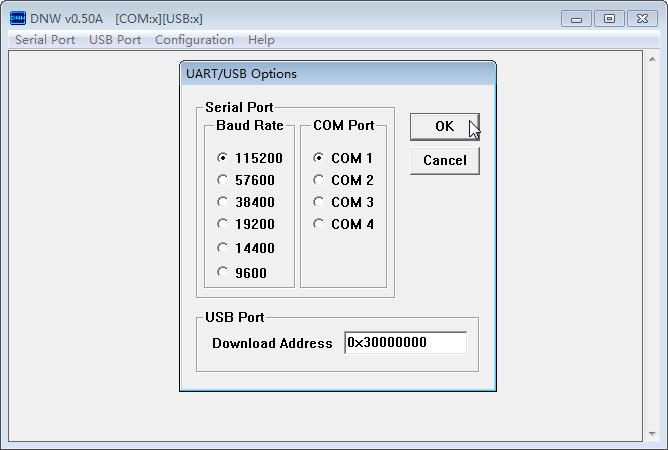 DNW v0.50A [COM:x][USB:x]
Serial Port USB Port Configuration Help
UART/USB Options
Serial Port
Baud Rate COM Port
115200 COM 1
57600 COM 2
38400 COM 3
19200 COM 4
14400
9600
OK
Cancel
USB Port
Download Address 0x30000000